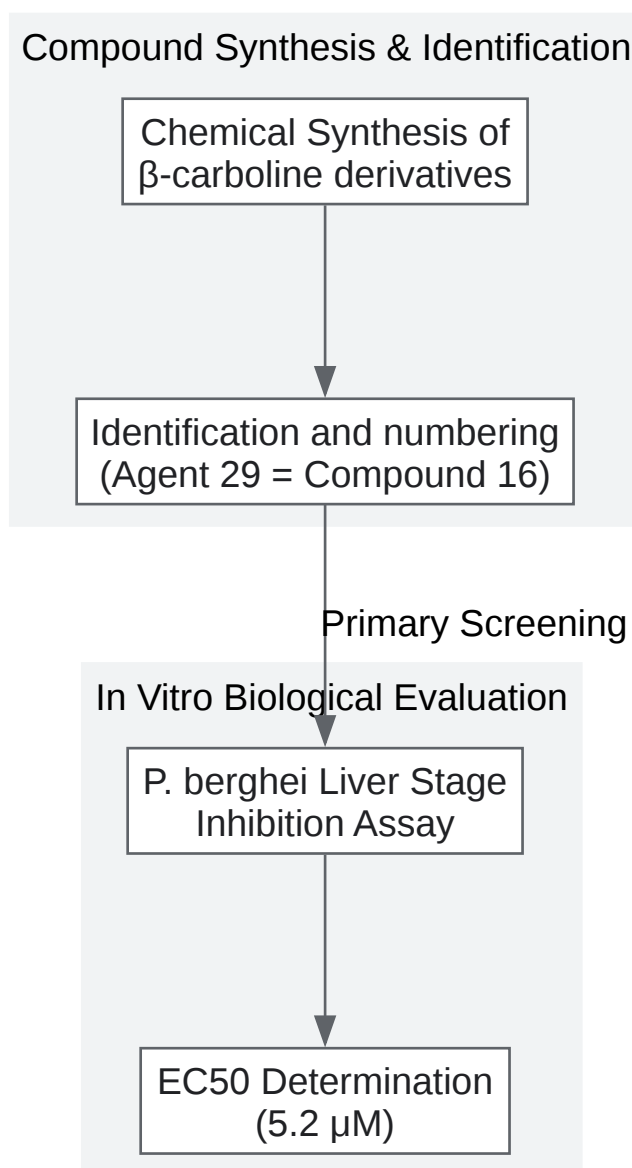 Compound Synthesis & Identification
Chemical Synthesis of
β-carboline derivatives
Identification and numbering
(Agent 29 = Compound 16)
Primary Screening
In Vitro Biological Evaluation
P. berghei Liver Stage
Inhibition Assay
EC50 Determination
(5.2 μM)